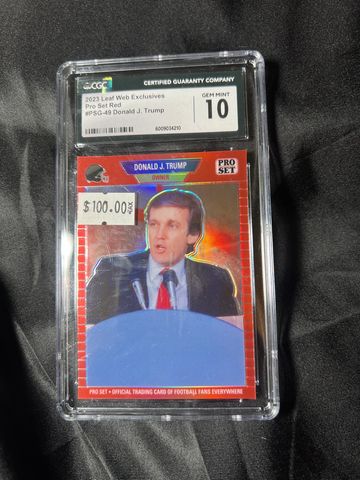 CGC
CERTIFIED GUARANTY COMPANY
2023 Leaf Web Exclusives
Pro Set Red
#PSG-49 Donald J. Trump
GEM MINT
10
6009034210
DONALD J. TRUMP
OWNER
PRO
SET
$100.00
PRO SET • OFFICIAL TRADING CARD OF FOOTBALL FANS EVERYWHERE